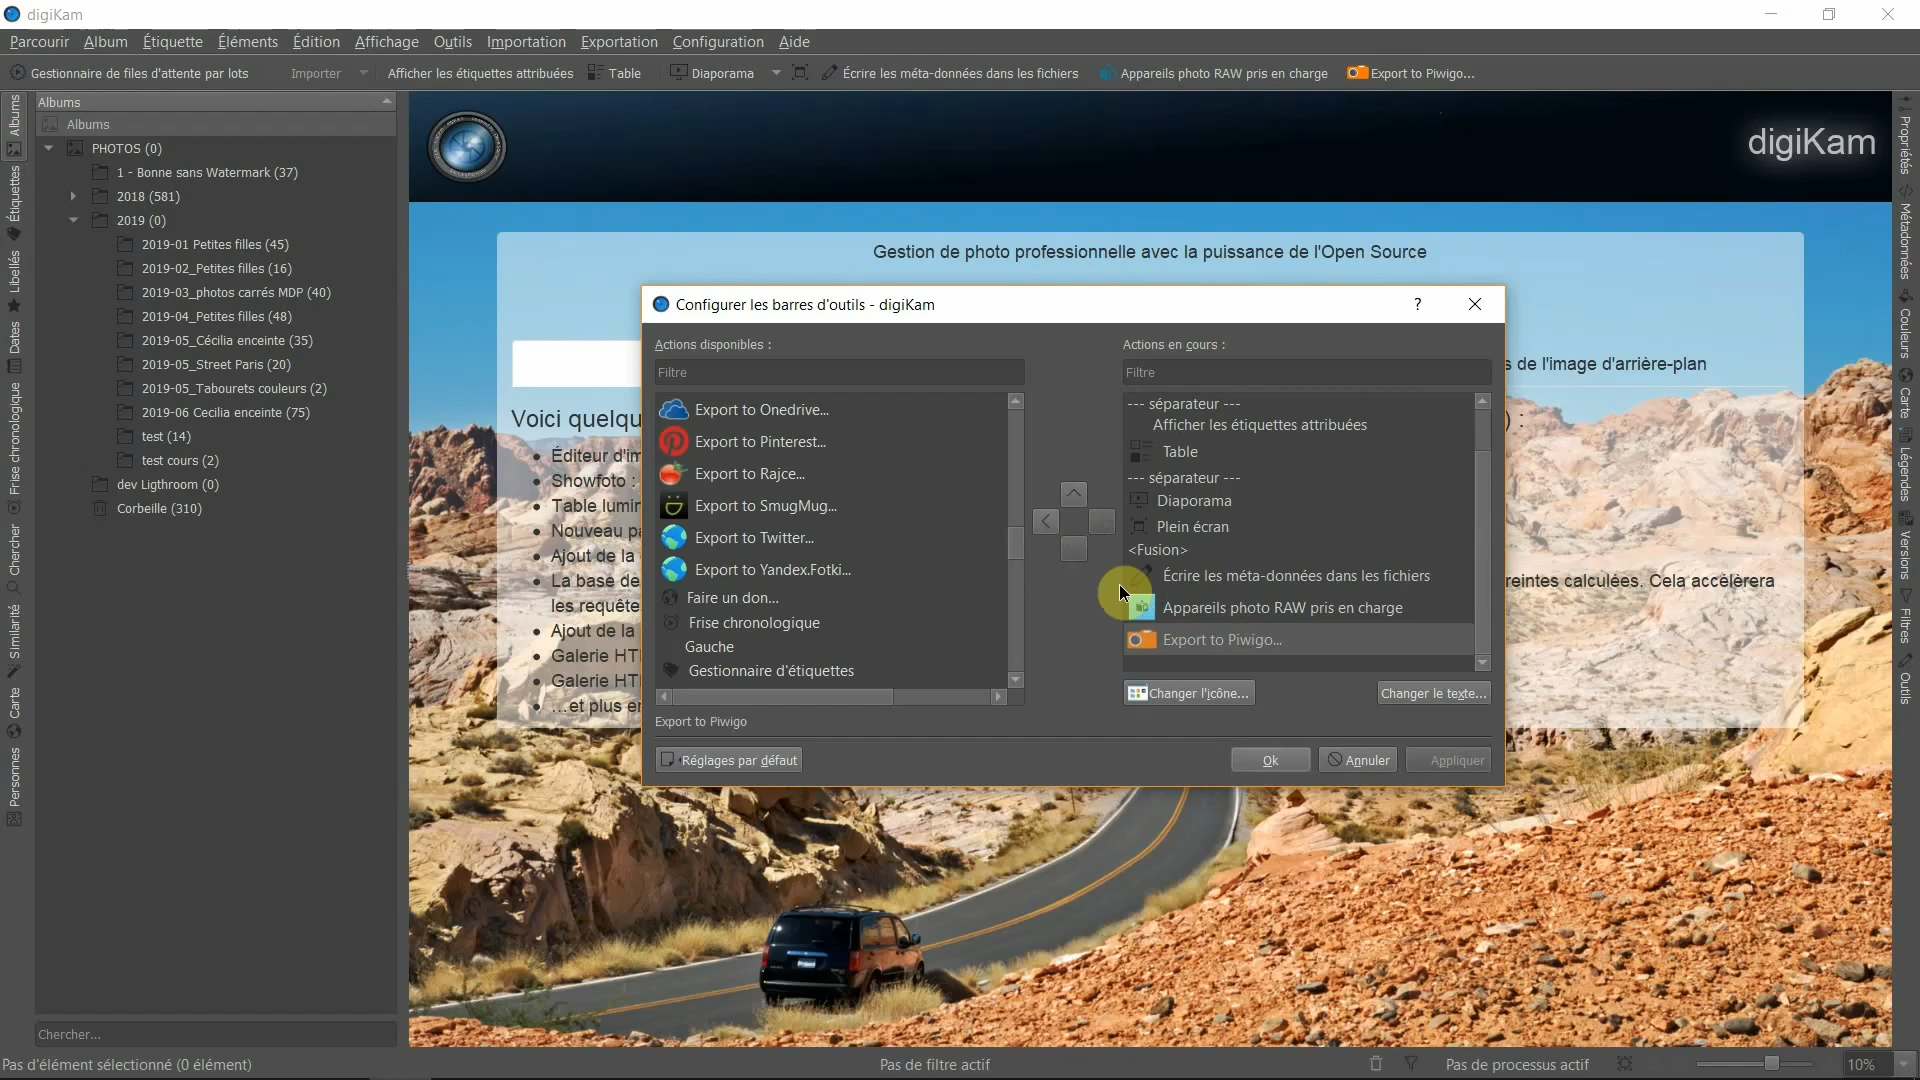 digiKam
Parcourir Album Étiquette Éléments Édition Affichage Outils Importation Exportation Configuration Aide
Gestionnaire de files d'attente par lots Importer Afficher les étiquettes attribuées Table Diaporama Écrire les méta-données dans les fichiers Appareils photo RAW pris en charge Export to Piwigo...
Albums
Albums
PHOTOS (0)
1 - Bonne sans Watermark (37)
2018 (581)
2019 (0)
2019-01 Petites filles (45)
2019-02_Petites filles (16)
2019-03_photos carrés MDP (40)
2019-04_Petites filles (48)
2019-05_Cécilia enceinte (35)
2019-05_Street Paris (20)
2019-05_Tabourets couleurs (2)
2019-06 Cecilia enceinte (75)
test (14)
test cours (2)
dev Ligthroom (0)
Corbeille (310)
Chercher...
Albums
Étiquettes
Libellés
Dates
Frise chronologique
Chercher
Similarité
Carte
Personnes
digiKam
Gestion de photo professionnelle avec la puissance de l'Open Source
s de l'image d'arrière-plan
Voici quelqu
) :
Éditeur d'im
Showfoto :
Table lumin
Nouveau pa
Ajout de la
La base de
reintes calculées. Cela accélèrera
les requête
Ajout de la
Galerie HT
Galerie HT
...et plus e
Configurer les barres d'outils - digiKam
?
Actions disponibles :
Filtre
Export to Onedrive...
Export to Pinterest...
Export to Rajce...
Export to SmugMug...
Export to Twitter...
Export to Yandex.Fotki...
Faire un don...
Frise chronologique
Gauche
Gestionnaire d'étiquettes
Actions en cours :
Filtre
--- séparateur ---
Afficher les étiquettes attribuées
Table
--- séparateur ---
Diaporama
Plein écran
<Fusion>
Écrire les méta-données dans les fichiers
Appareils photo RAW pris en charge
Export to Piwigo...
Changer l'icône... Changer le texte...
Export to Piwigo
Réglages par défaut Ok Annuler Appliquer
Propriétés
Métadonnées
Couleurs
Carte
Légendes
Versions
Filtres
Outils
Pas d'élément sélectionné (0 élément) Pas de filtre actif Pas de processus actif 10%